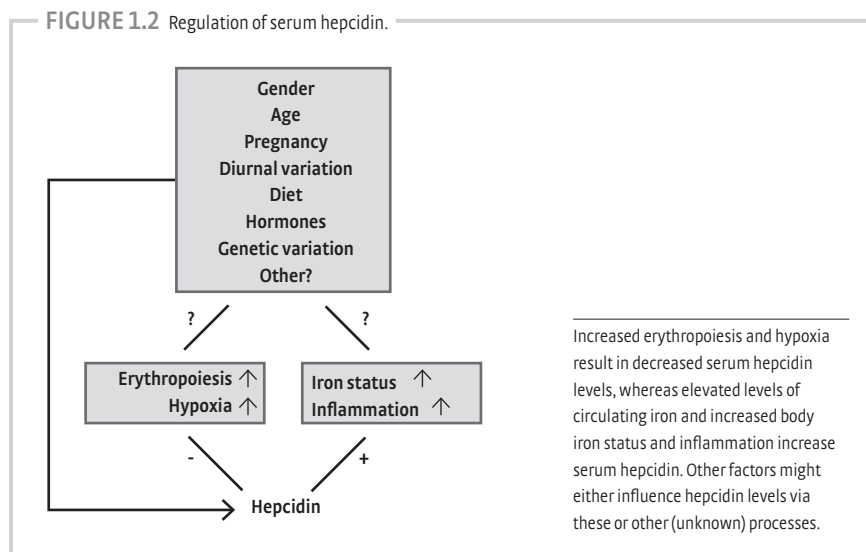 FIGURE 1.2 Regulation of serum hepcidin.
Gender
Age
Pregnancy
Diurnal variation
Diet
Hormones
Genetic variation
Other?
? ?
Erythropoiesis ↑
Hypoxia ↑
Iron status ↑
Inflammation ↑
- +
Hepcidin
Increased erythropoiesis and hypoxia
result in decreased serum hepcidin
levels, whereas elevated levels of
circulating iron and increased body
iron status and inflammation increase
serum hepcidin. Other factors might
either influence hepcidin levels via
these or other (unknown) processes.